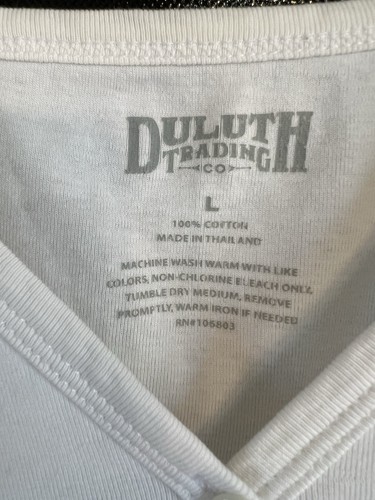 DULUTH
TRADING
CO
L
100% COTTON
MADE IN THAILAND
MACHINE WASH WARM WITH LIKE
COLORS, NON-CHLORINE BLEACH ONLY,
TUMBLE DRY MEDIUM, REMOVE
PROMPTLY, WARM IRON IF NEEDED
RN#106803